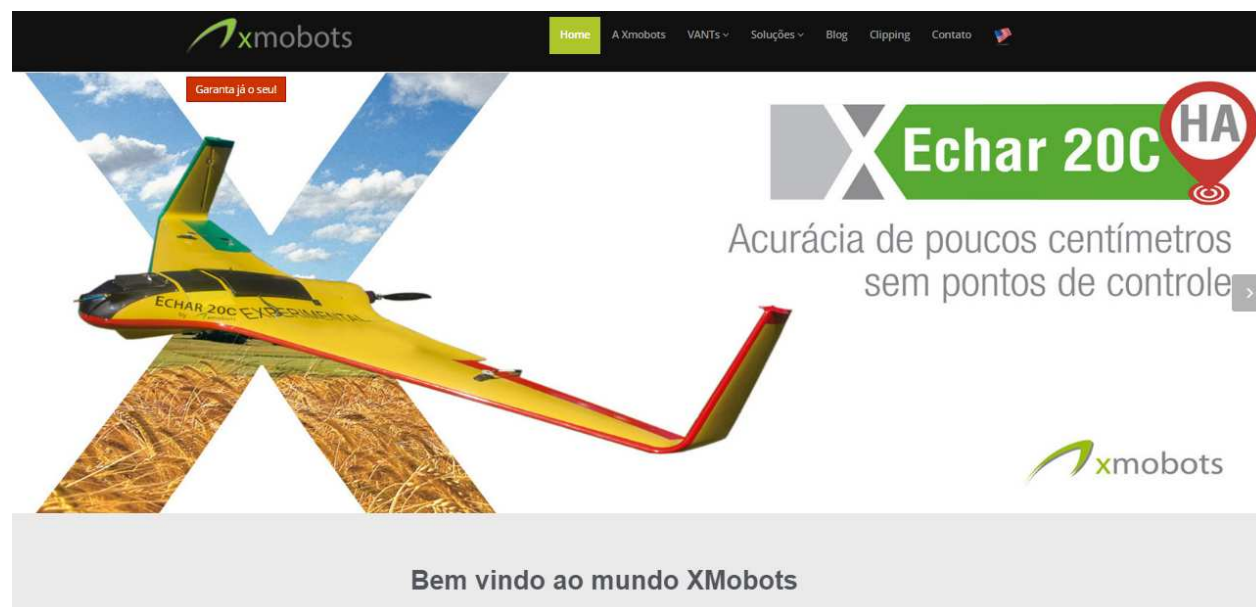 xmobots
Home A Xmobots VANTs Soluções Blog Clipping Contato
Garanta já o seu!
X Echar 20C HA
Acurácia de poucos centímetros
sem pontos de controle
ECHAR 20C EXPERIMENTAL
xmobots
Bem vindo ao mundo XMobots